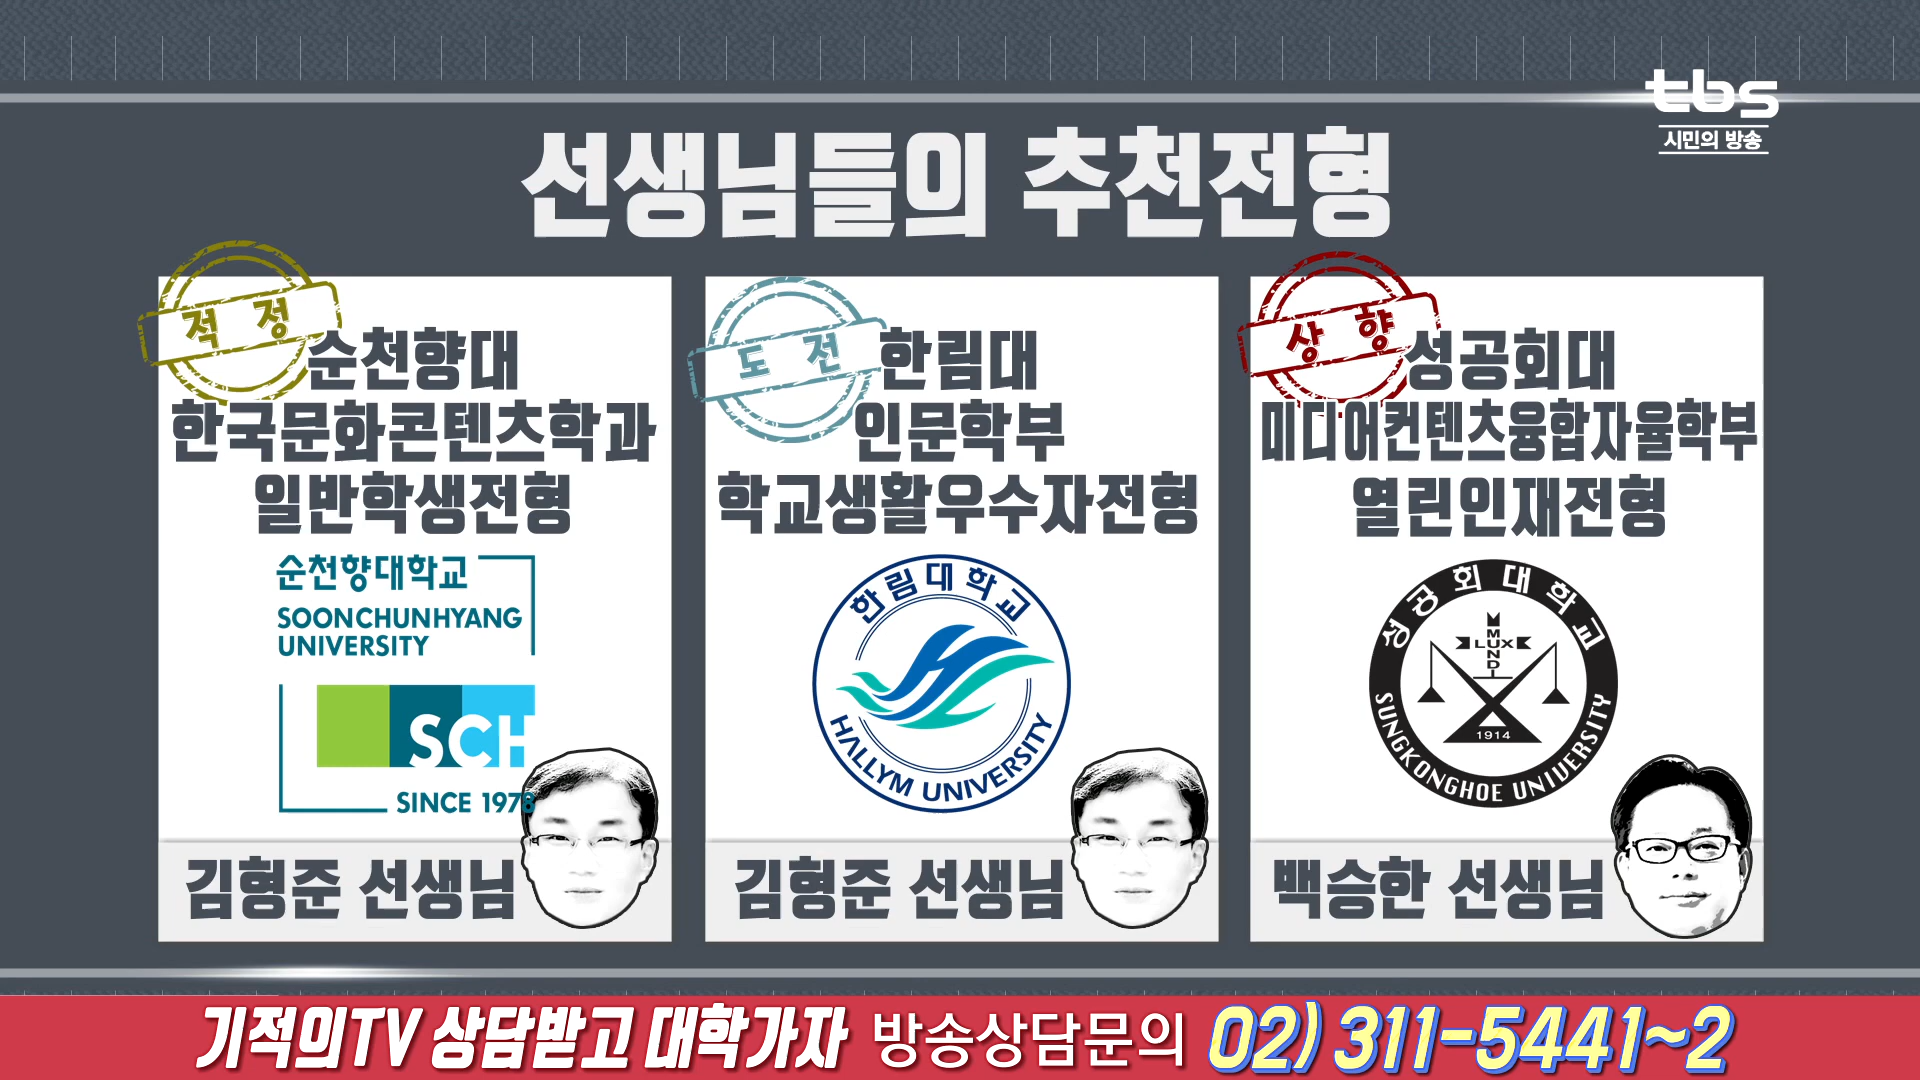 tbs
시민의 방송
선생님들의 추천전형
적정
순천향대
한국문화콘텐츠학과
일반학생전형
순천향대학교
SOONCHUNHYANG
UNIVERSITY
SCH
SINCE 1978
김형준 선생님
도전
한림대
인문학부
학교생활우수자전형
한림대학교
HALLYM UNIVERSITY
김형준 선생님
상향
성공회대
미디어컨텐츠융합자율학부
열린인재전형
성공회대학교
LUX MUNDI
1914
SUNGKONGHOE UNIVERSITY
백승한 선생님
기적의TV 상담받고 대학가자 방송상담문의 02) 311-5441~2